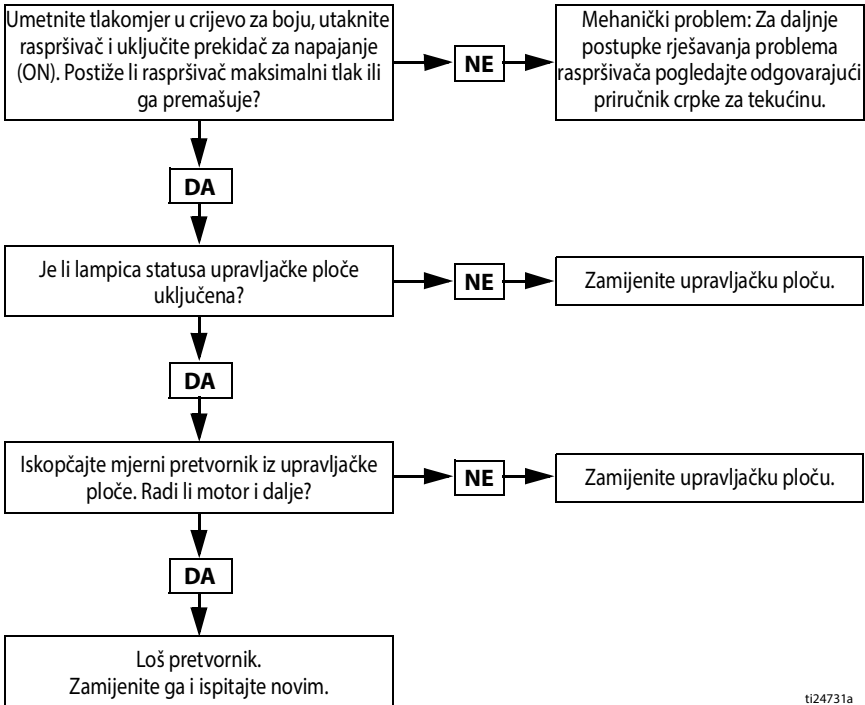 Umetnite tlakomjer u crijevo za boju, utaknite
raspršivač i uključite prekidač za napajanje
(ON). Postiže li raspršivač maksimalni tlak ili
ga premašuje?
NE
Mehanički problem: Za daljnje
postupke rješavanja problema
raspršivača pogledajte odgovarajući
priručnik crpke za tekućinu.
DA
Je li lampica statusa upravljačke ploče
uključena?
NE
Zamijenite upravljačku ploču.
DA
Iskopčajte mjerni pretvornik iz upravljačke
ploče. Radi li motor i dalje?
NE
Zamijenite upravljačku ploču.
DA
Loš pretvornik.
Zamijenite ga i ispitajte novim.
ti24731a